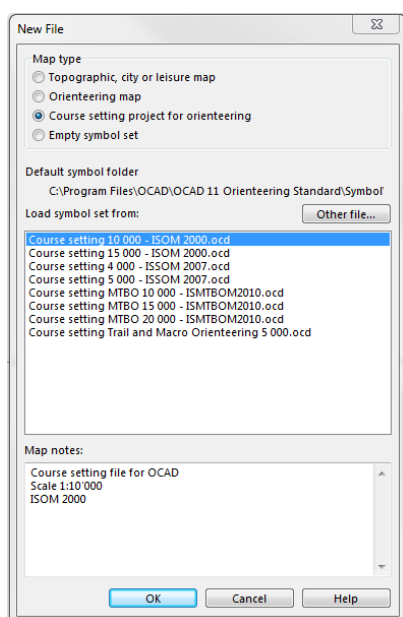 New File
Map type
Topographic, city or leisure map
Orienteering map
Course setting project for orienteering
Empty symbol set
Default symbol folder
C:\Program Files\OCAD\OCAD 11 Orienteering Standard\Symbol
Load symbol set from:
Other file...
Course setting 10 000 - ISOM 2000.ocd
Course setting 15 000 - ISOM 2000.ocd
Course setting 4 000 - ISSOM 2007.ocd
Course setting 5 000 - ISSOM 2007.ocd
Course setting MTBO 10 000 - ISMTBOM2010.ocd
Course setting MTBO 15 000 - ISMTBOM2010.ocd
Course setting MTBO 20 000 - ISMTBOM2010.ocd
Course setting Trail and Macro Orienteering 5 000.ocd
Map notes:
Course setting file for OCAD
Scale 1:10'000
ISOM 2000
OK Cancel Help